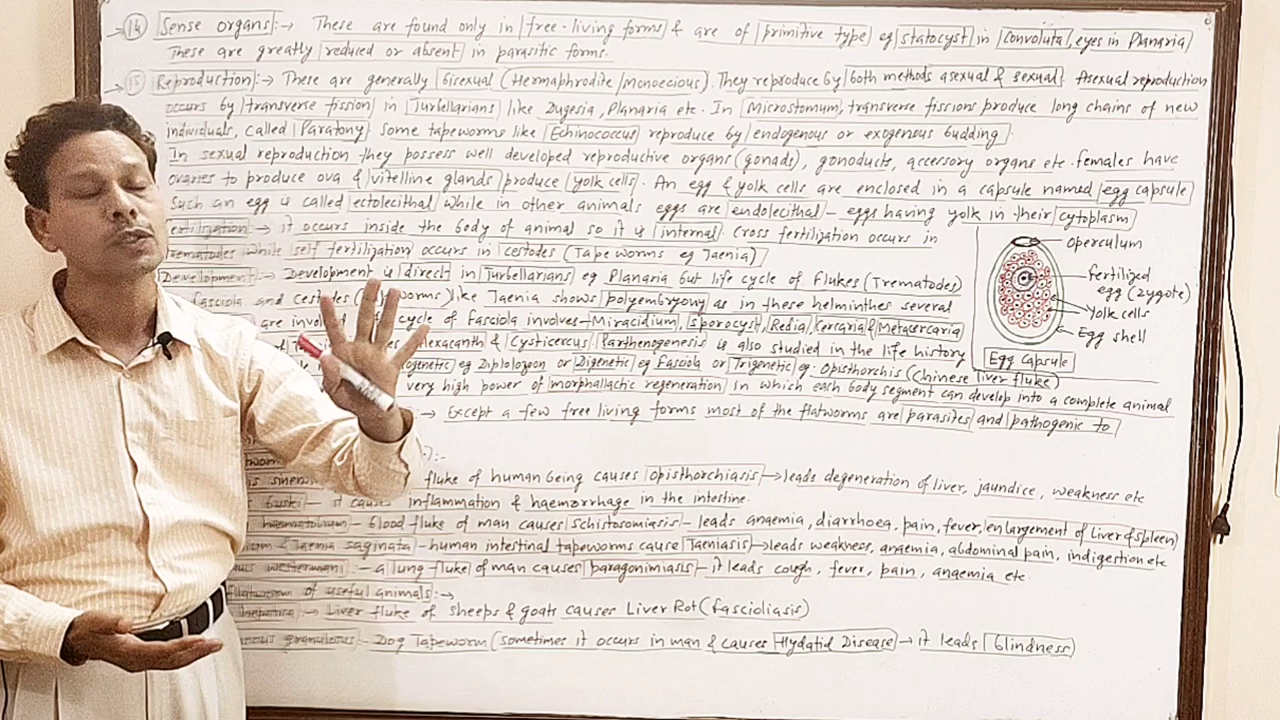 (14) Sense organs:→ These are found only in free-living forms & are of primitive type) eg statocyst in Convoluta, eyes in Planaria
These are greatly reduced or absent in parasitic forms.
(15) Reproduction:→ These are generally bisexual (Hermaphrodite/monoecious). They reproduce by both methods asexual & sexual. Asexual reproduction
occurs by transverse fission in Turbellarians like Dugesia, Planaria etc. In Microstomum, transverse fissions produce long chains of new
individuals, called Paratony. Some tapeworms like Echinococcus reproduce by endogenous or exogenous budding.
In sexual reproduction they possess well developed reproductive organs (gonads), gonoducts, accessory organs etc. females have
ovaries to produce ova & vitelline glands produce yolk cells. An egg & yolk cells are enclosed in a capsule named egg capsule
Such an egg is called ectolecithal while in other animals eggs are endolecithal - eggs having yolk in their cytoplasm
ertilization → it occurs inside the body of animal so it is internal Cross fertilization occurs in
rematodes while self fertilization occurs in cestodes (Tapeworms eg Taenia)
Development:→ Development is direct in Turbellarians eg Planaria but life cycle of Flukes (Trematodes)
fasciola and cestodes worms) like Taenia shows polyembryony as in these helminthes several
are involved cycle of fasciola involves - Miracidium, Sporocyst, Redia, Cercaria & Metacercaria
Hexacanth & Cysticercus Parthenogenesis is also studied in the life history
ogenetic eg Diplozoon or Digenetic eg Fasciola or Trigenetic eg. Opisthorchis (Chinese liver fluke)
very high power of morphallactic regeneration in which each body segment can develop into a complete animal
→ Except a few free living forms most of the flatworms are parasites and pathogenic to
):-
fluke of human being causes Opisthorchiasis → leads degeneration of liver, jaundice, weakness etc
buski - it causes inflammation & haemorrhage in the intestine.
haematobium - blood fluke of man causes Schistosomiasis - leads anaemia, diarrhoea, pain, fever, enlargement of Liver & spleen)
& Taenia saginata - human intestinal tapeworms cause Taeniasis → leads weakness, anaemia, abdominal pain, indigestion etc
westermani - a lung fluke of man causes paragonimiasis - it leads cough, fever, pain, anaemia etc.
flatworm of useful animals):→
hepatica → Liver fluke of sheeps & goats causes Liver Rot (fascioliasis)
granulosus - Dog Tapeworm (sometimes it occurs in man & causes Hydatid Disease → it leads blindness)
operculum
fertilized
egg (zygote)
Yolk cells
Egg shell
Egg Capsule